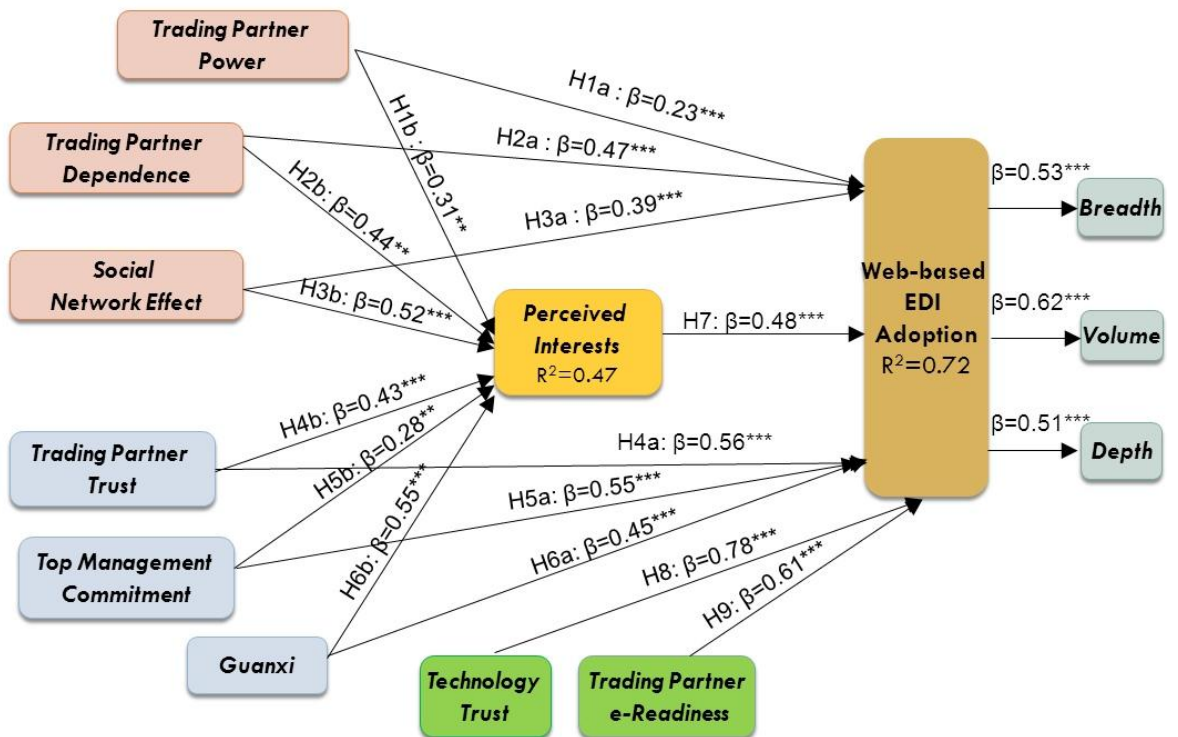 Trading Partner
Power
H1a : β=0.23***
H1b : β=0.31**
Trading Partner
Dependence
H2a : β=0.47***
H2b: β=0.44**
H3a : β=0.39***
Social
Network Effect
H3b: β=0.52***
Perceived
Interests
R²=0.47
H7: β=0.48***
Web-based
EDI
Adoption
R²=0.72
β=0.53***
Breadth
β=0.62***
Volume
β=0.51***
Depth
Trading Partner
Trust
H4b: β=0.43***
H4a: β=0.56***
H5b: β=0.28**
H5a: β=0.55***
Top Management
Commitment
H6b: β=0.55***
H6a: β=0.45***
Guanxi
H8: β=0.78***
H9: β=0.61***
Technology
Trust
Trading Partner
e-Readiness